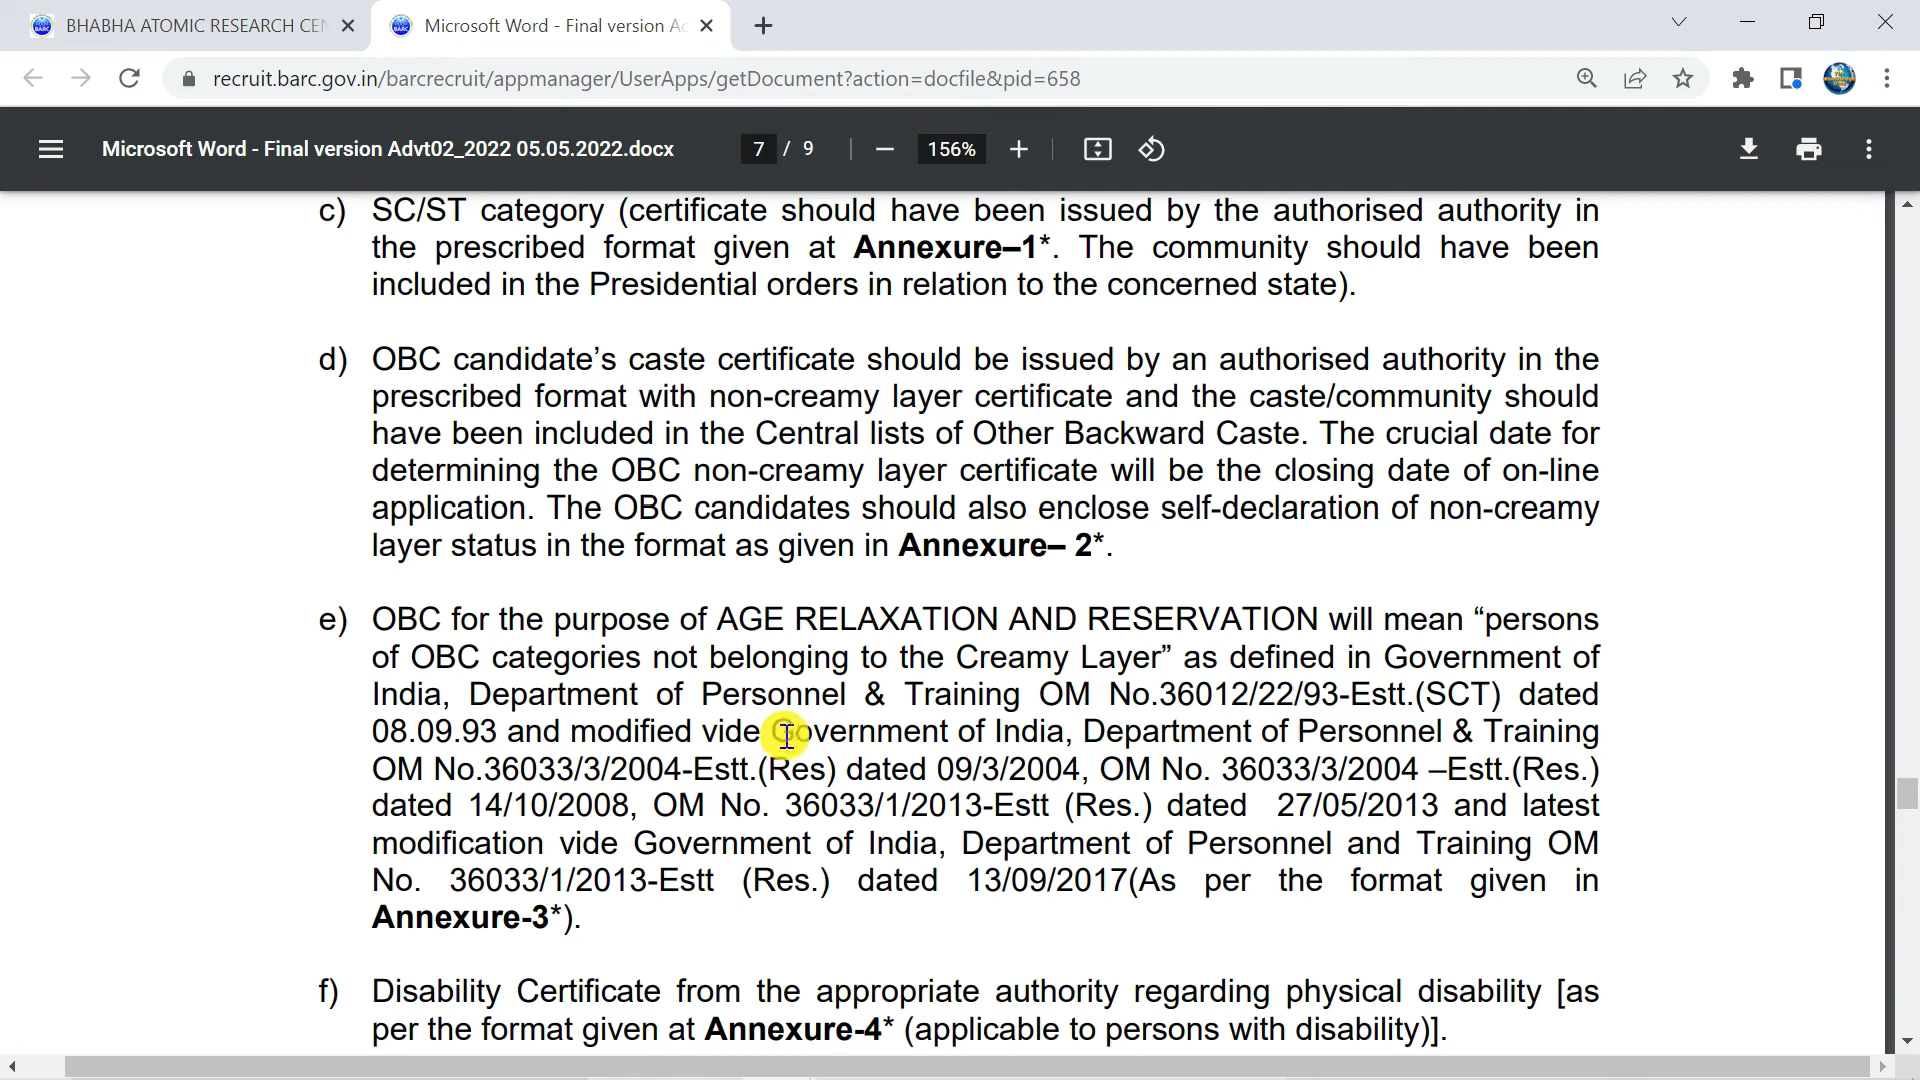 BHABHA ATOMIC RESEARCH CEN
Microsoft Word - Final version Ad
recruit.barc.gov.in/barcrecruit/appmanager/UserApps/getDocument?action=docfile&pid=658
Microsoft Word - Final version Advt02_2022 05.05.2022.docx
7 / 9
156%
c) SC/ST category (certificate should have been issued by the authorised authority in
the prescribed format given at Annexure–1*. The community should have been
included in the Presidential orders in relation to the concerned state).
d) OBC candidate’s caste certificate should be issued by an authorised authority in the
prescribed format with non-creamy layer certificate and the caste/community should
have been included in the Central lists of Other Backward Caste. The crucial date for
determining the OBC non-creamy layer certificate will be the closing date of on-line
application. The OBC candidates should also enclose self-declaration of non-creamy
layer status in the format as given in Annexure– 2*.
e) OBC for the purpose of AGE RELAXATION AND RESERVATION will mean “persons
of OBC categories not belonging to the Creamy Layer” as defined in Government of
India, Department of Personnel & Training OM No.36012/22/93-Estt.(SCT) dated
08.09.93 and modified vide Government of India, Department of Personnel & Training
OM No.36033/3/2004-Estt.(Res) dated 09/3/2004, OM No. 36033/3/2004 –Estt.(Res.)
dated 14/10/2008, OM No. 36033/1/2013-Estt (Res.) dated 27/05/2013 and latest
modification vide Government of India, Department of Personnel and Training OM
No. 36033/1/2013-Estt (Res.) dated 13/09/2017(As per the format given in
Annexure-3*).
f) Disability Certificate from the appropriate authority regarding physical disability [as
per the format given at Annexure-4* (applicable to persons with disability)].